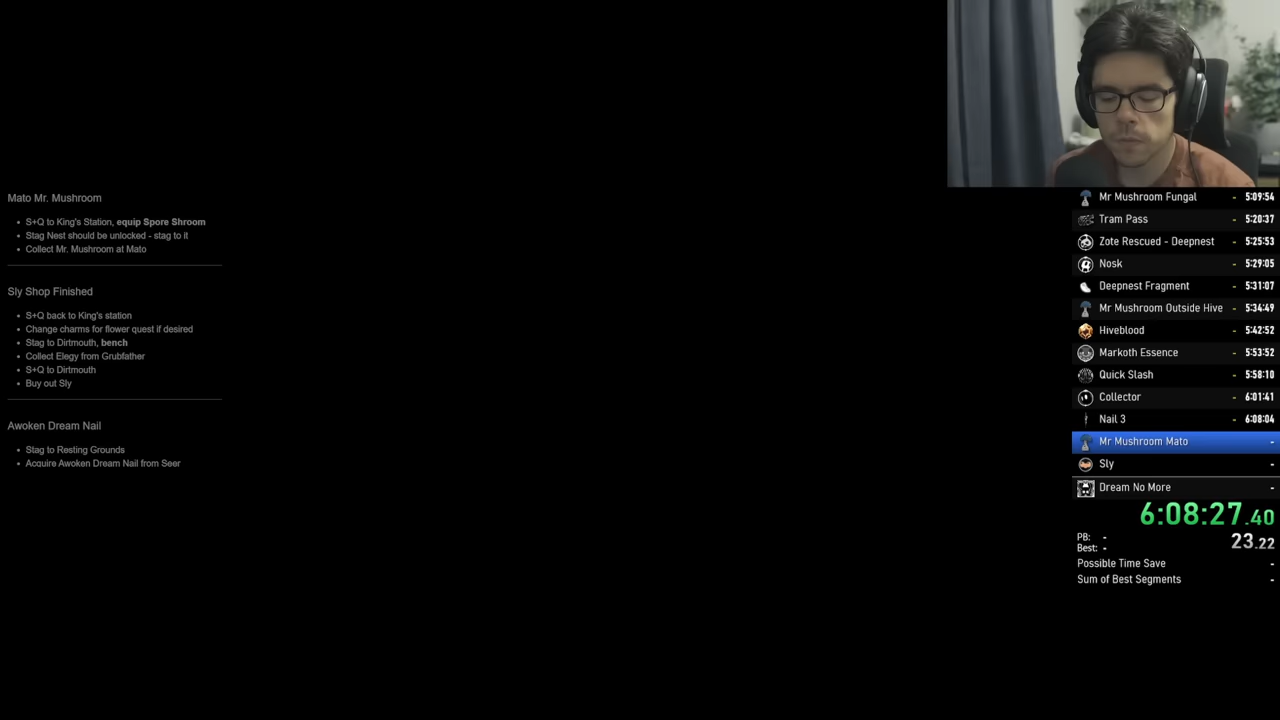 Mato Mr. Mushroom
S+Q to King's Station, equip Spore Shroom
Stag Nest should be unlocked - stag to it
Collect Mr. Mushroom at Mato
Sly Shop Finished
S+Q back to King's station
Change charms for flower quest if desired
Stag to Dirtmouth, bench
Collect Elegy from Grubfather
S+Q to Dirtmouth
Buy out Sly
Awoken Dream Nail
Stag to Resting Grounds
Acquire Awoken Dream Nail from Seer
Mr Mushroom Fungal - 5:09:54
Tram Pass - 5:20:37
Zote Rescued - Deepnest - 5:25:53
Nosk - 5:29:05
Deepnest Fragment - 5:31:07
Mr Mushroom Outside Hive - 5:34:49
Hiveblood - 5:42:52
Markoth Essence - 5:53:52
Quick Slash - 5:58:10
Collector - 6:01:41
Nail 3 - 6:08:04
Mr Mushroom Mato -
Sly -
Dream No More -
6:08:27.40
PB: - 23.22
Best: -
Possible Time Save -
Sum of Best Segments -